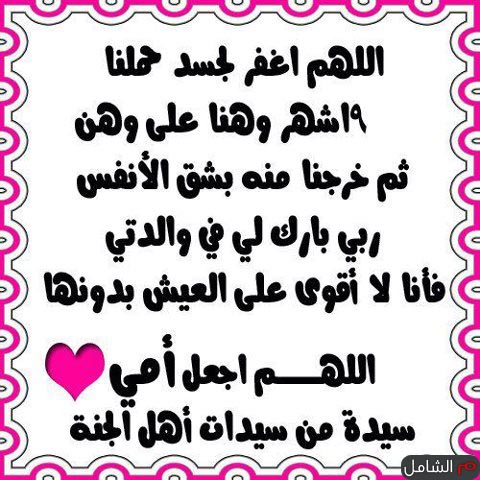 اللهم اغفر لجسد حملنا
٩اشهر وهنا على وهن
ثم خرجنا منه بشق الأنفس
ربي بارك لي في والدتي
فأنا لا أقوى على العيش بدونها
اللهـــم اجعل أمي
سيدة من سيدات أهل الجنة
الشامل